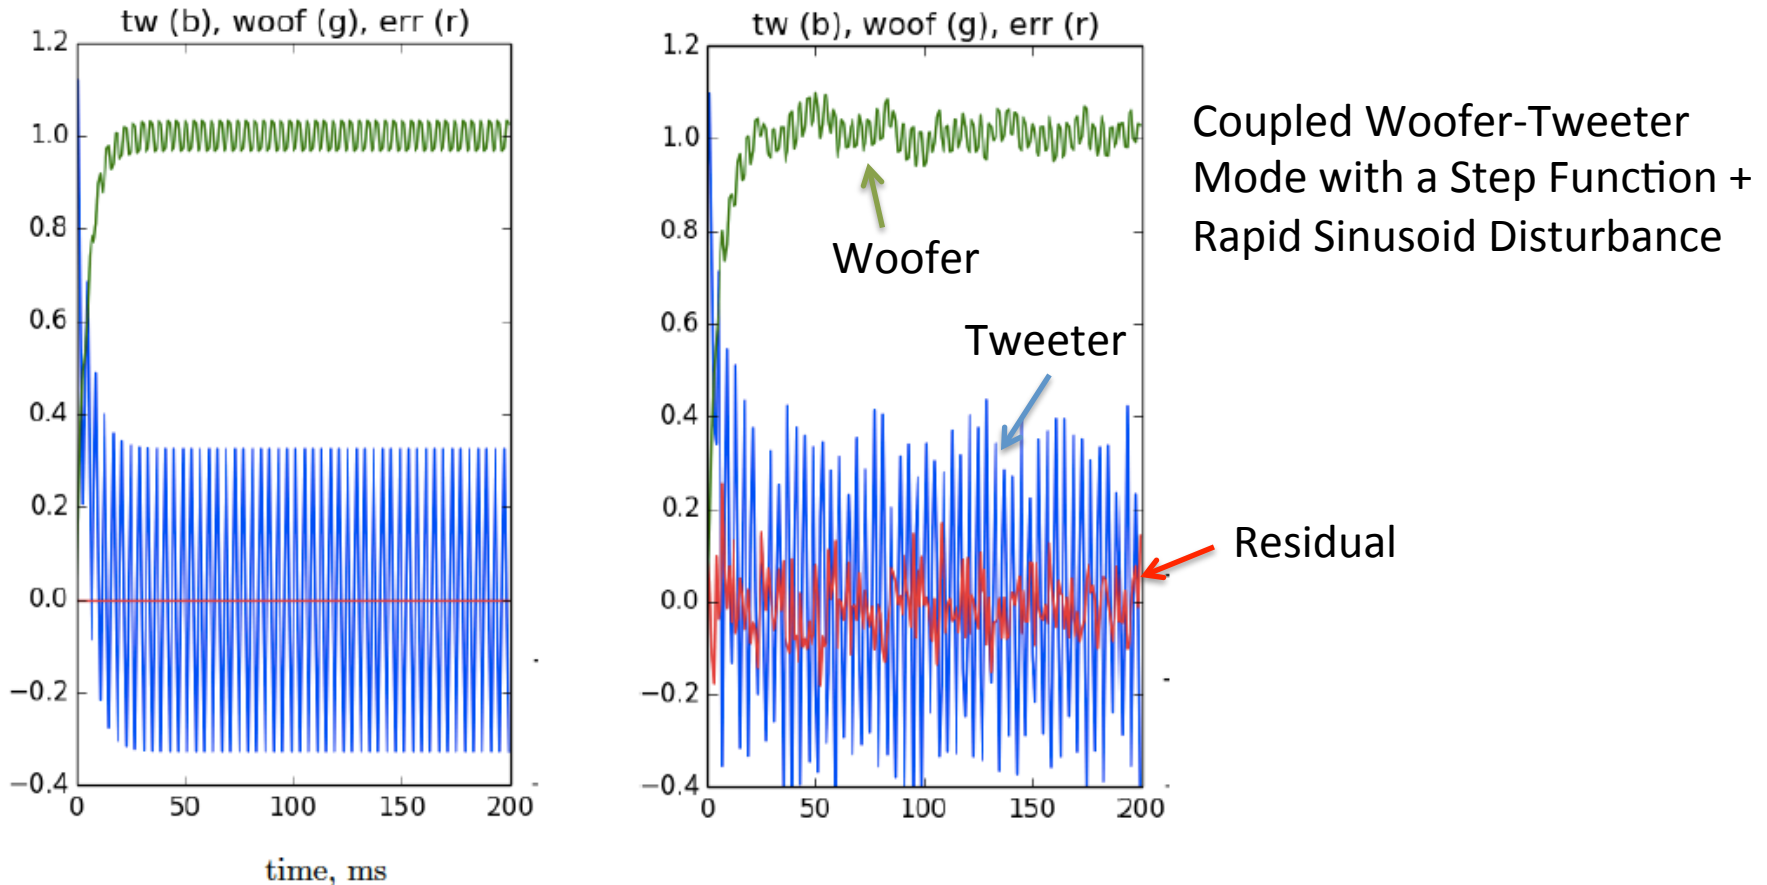 tw (b), woof (g), err (r)
1.2
1.0
0.8
0.6
0.4
0.2
0.0
−0.2
−0.4
0 50 100 150 200
time, ms
tw (b), woof (g), err (r)
1.2
1.0
0.8
0.6
0.4
0.2
0.0
−0.2
−0.4
0 50 100 150 200
Woofer
Tweeter
Residual
Coupled Woofer-Tweeter
Mode with a Step Function +
Rapid Sinusoid Disturbance